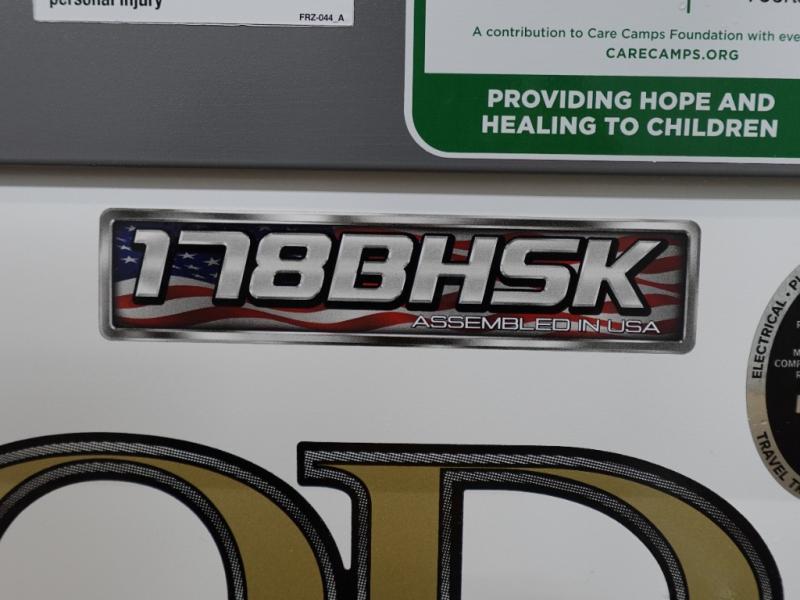 personal injury
FRZ-044_A
A contribution to Care Camps Foundation with
CARECAMPS.ORG
PROVIDING HOPE AND
HEALING TO CHILDREN
178BHSK
ASSEMBLED IN USA
ELECTRICAL •
TRAVEL